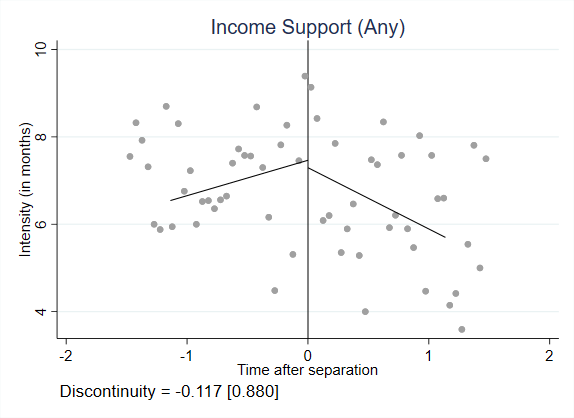 Income Support (Any)
Intensity (in months)
10
8
6
4
-2
-1
0
1
2
Time after separation
Discontinuity = -0.117 [0.880]